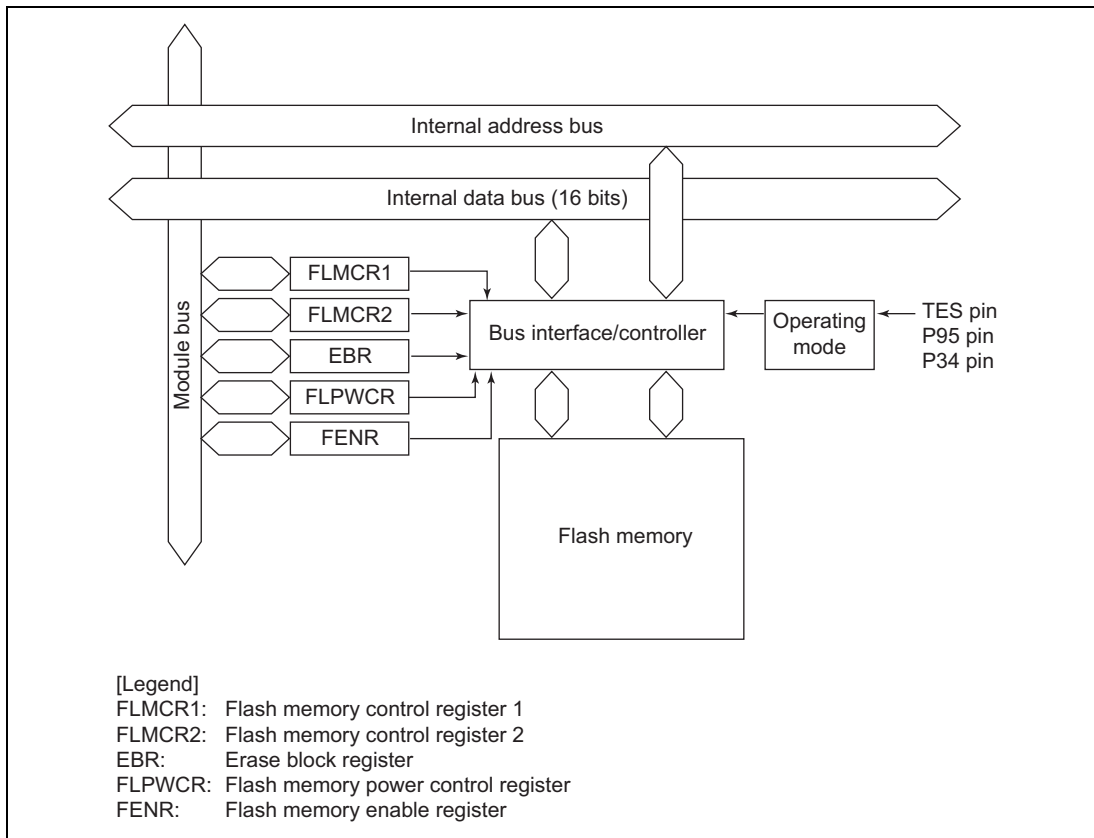 Internal address bus
Internal data bus (16 bits)
Module bus
FLMCR1
FLMCR2
EBR
FLPWCR
FENR
Bus interface/controller
Operating
mode
TES pin
P95 pin
P34 pin
Flash memory
[Legend]
FLMCR1: Flash memory control register 1
FLMCR2: Flash memory control register 2
EBR: Erase block register
FLPWCR: Flash memory power control register
FENR: Flash memory enable register